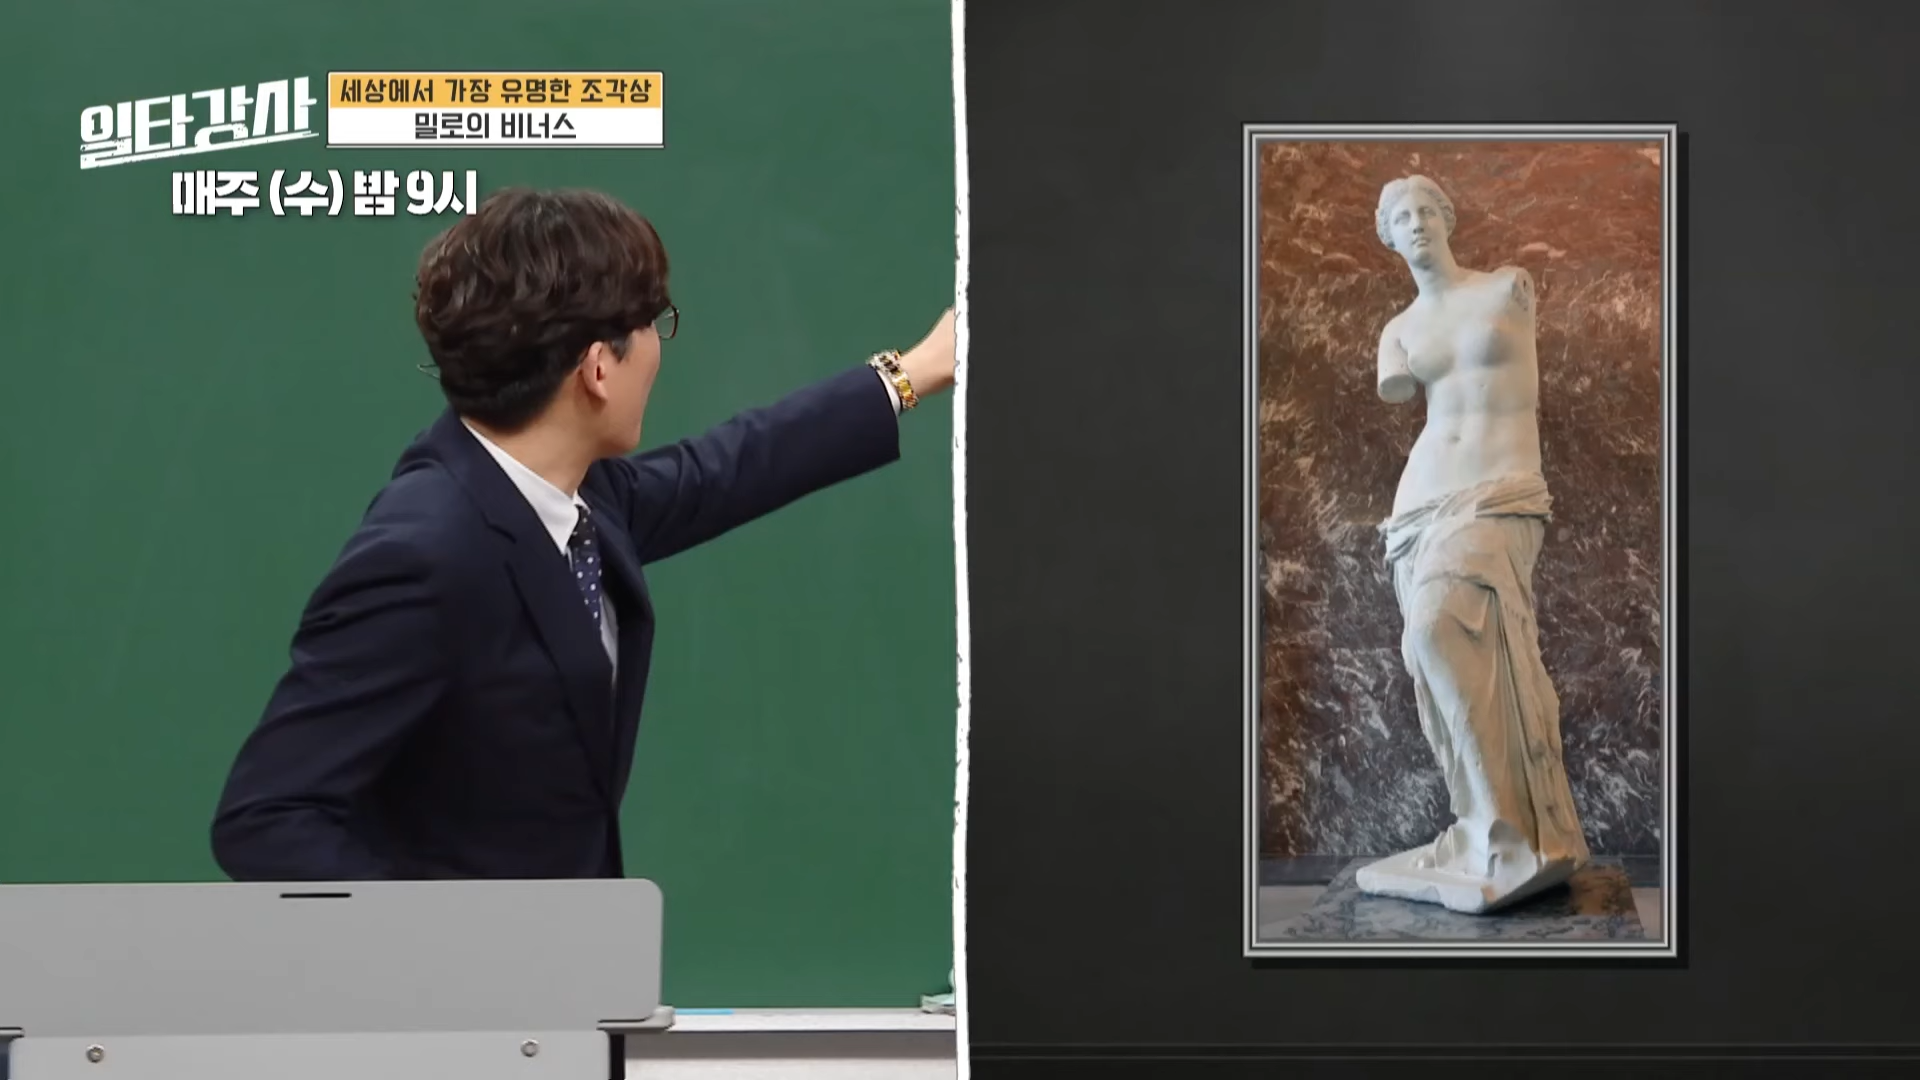 일타강사
세상에서 가장 유명한 조각상
밀로의 비너스
매주 (수) 밤 9시